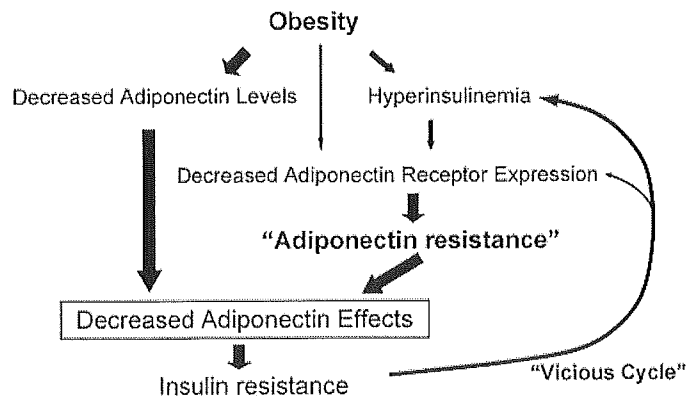 Obesity
Decreased Adiponectin Levels
Hyperinsulinemia
Decreased Adiponectin Receptor Expression
“Adiponectin resistance”
Decreased Adiponectin Effects
“Vicious Cycle”
Insulin resistance